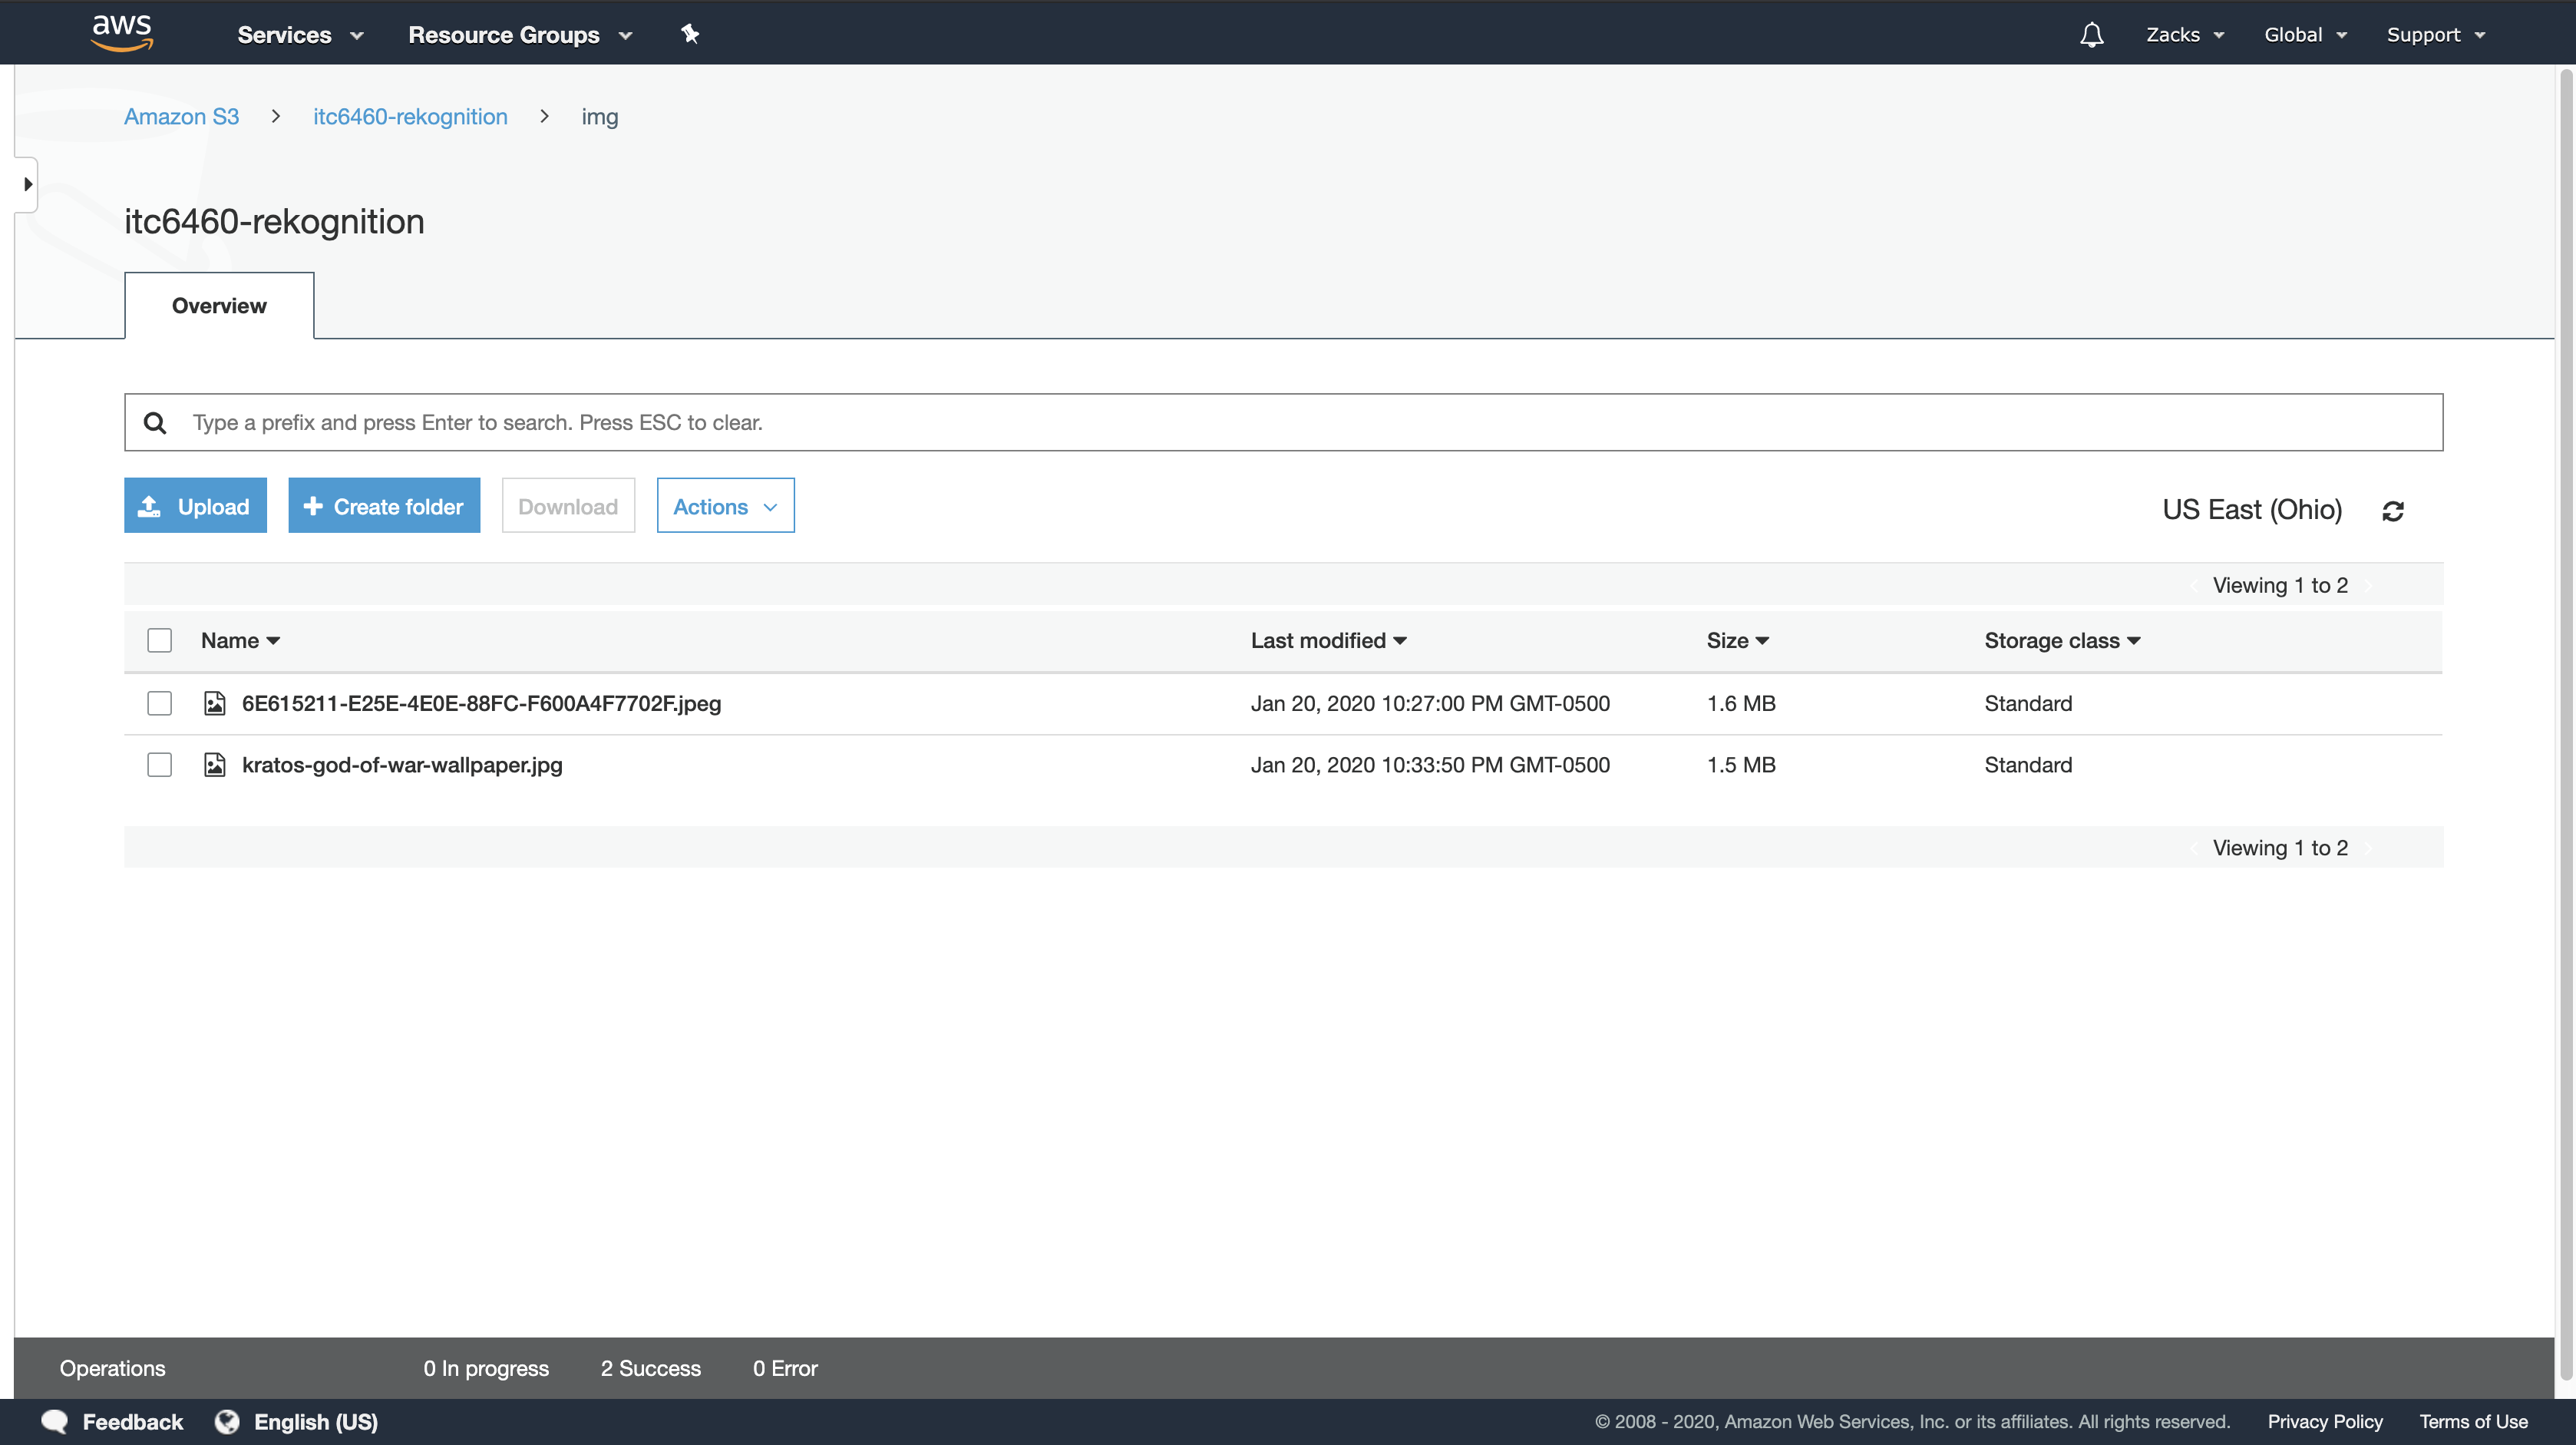 aws Services Resource Groups Zacks Global Support
Amazon S3 itc6460-rekognition img
itc6460-rekognition
Overview
Type a prefix and press Enter to search. Press ESC to clear.
Upload Create folder Download Actions US East (Ohio)
Viewing 1 to 2
Name Last modified Size Storage class
6E615211-E25E-4E0E-88FC-F600A4F7702F.jpeg Jan 20, 2020 10:27:00 PM GMT-0500 1.6 MB Standard
kratos-god-of-war-wallpaper.jpg Jan 20, 2020 10:33:50 PM GMT-0500 1.5 MB Standard
Viewing 1 to 2
Operations 0 In progress 2 Success 0 Error
Feedback English (US) © 2008 - 2020, Amazon Web Services, Inc. or its affiliates. All rights reserved. Privacy Policy Terms of Use